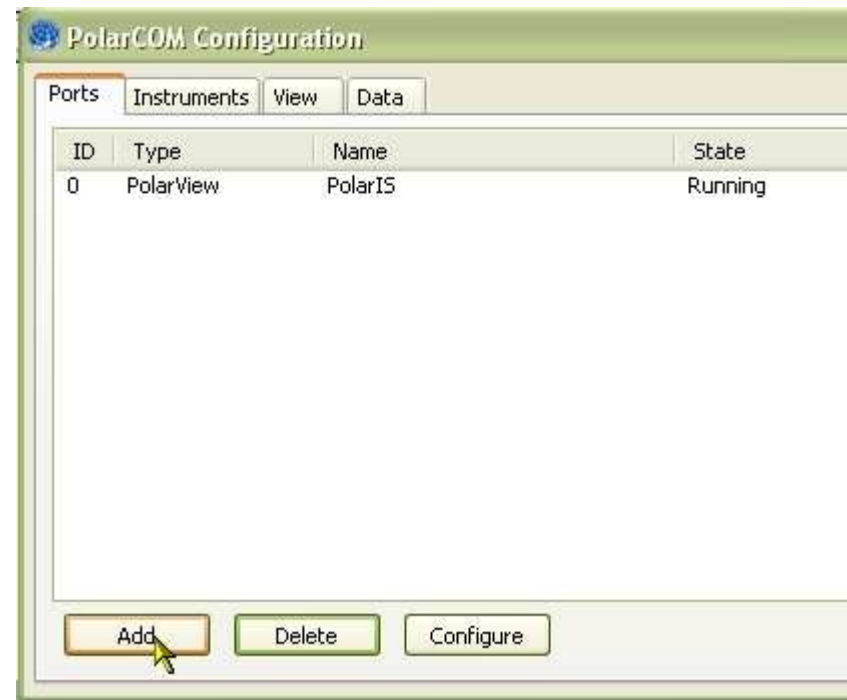 PolarCOM Configuration
Ports Instruments View Data
ID Type Name State
0 PolarView PolarIS Running
Add Delete Configure